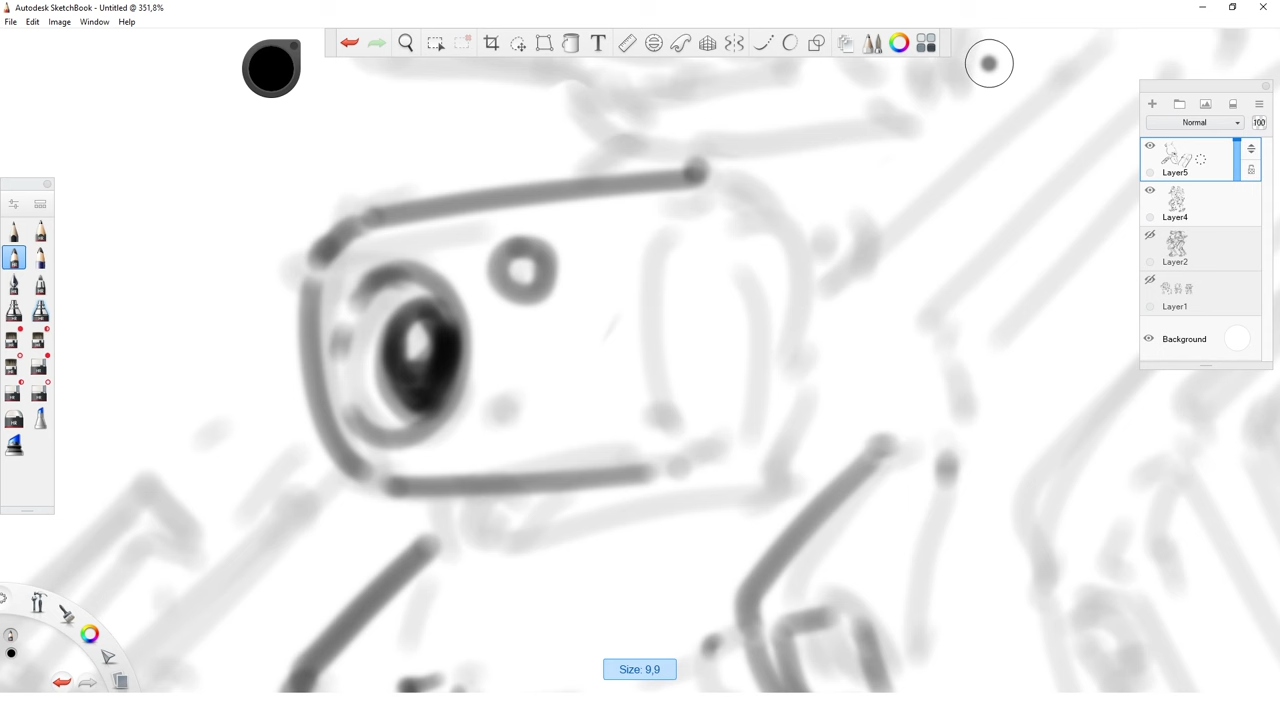 Autodesk SketchBook - Untitled @ 351,8%
File Edit Image Window Help
T
Normal
100
Layer5
Layer4
Layer2
Layer1
Background
Size: 9,9